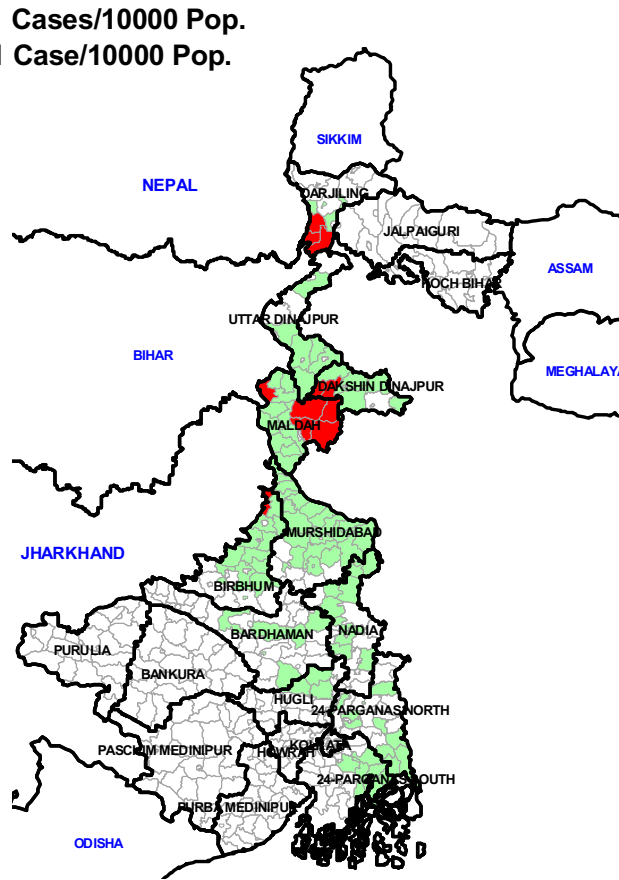 Cases/10000 Pop.
Case/10000 Pop.
SIKKIM
NEPAL
DARJILING
JALPAIGURI
ASSAM
KOCH BIHAR
UTTAR DINAJPUR
BIHAR
MEGHALAYA
DAKSHIN DINAJPUR
MALDAH
MURSHIDABAD
JHARKHAND
BIRBHUM
BARDHAMAN
NADIA
PURULIA
BANKURA
HUGLI
24-PARGANAS NORTH
PASCHIM MEDINIPUR
HOWRAH
KOLKATA
24-PARGANAS SOUTH
PURBA MEDINIPUR
ODISHA